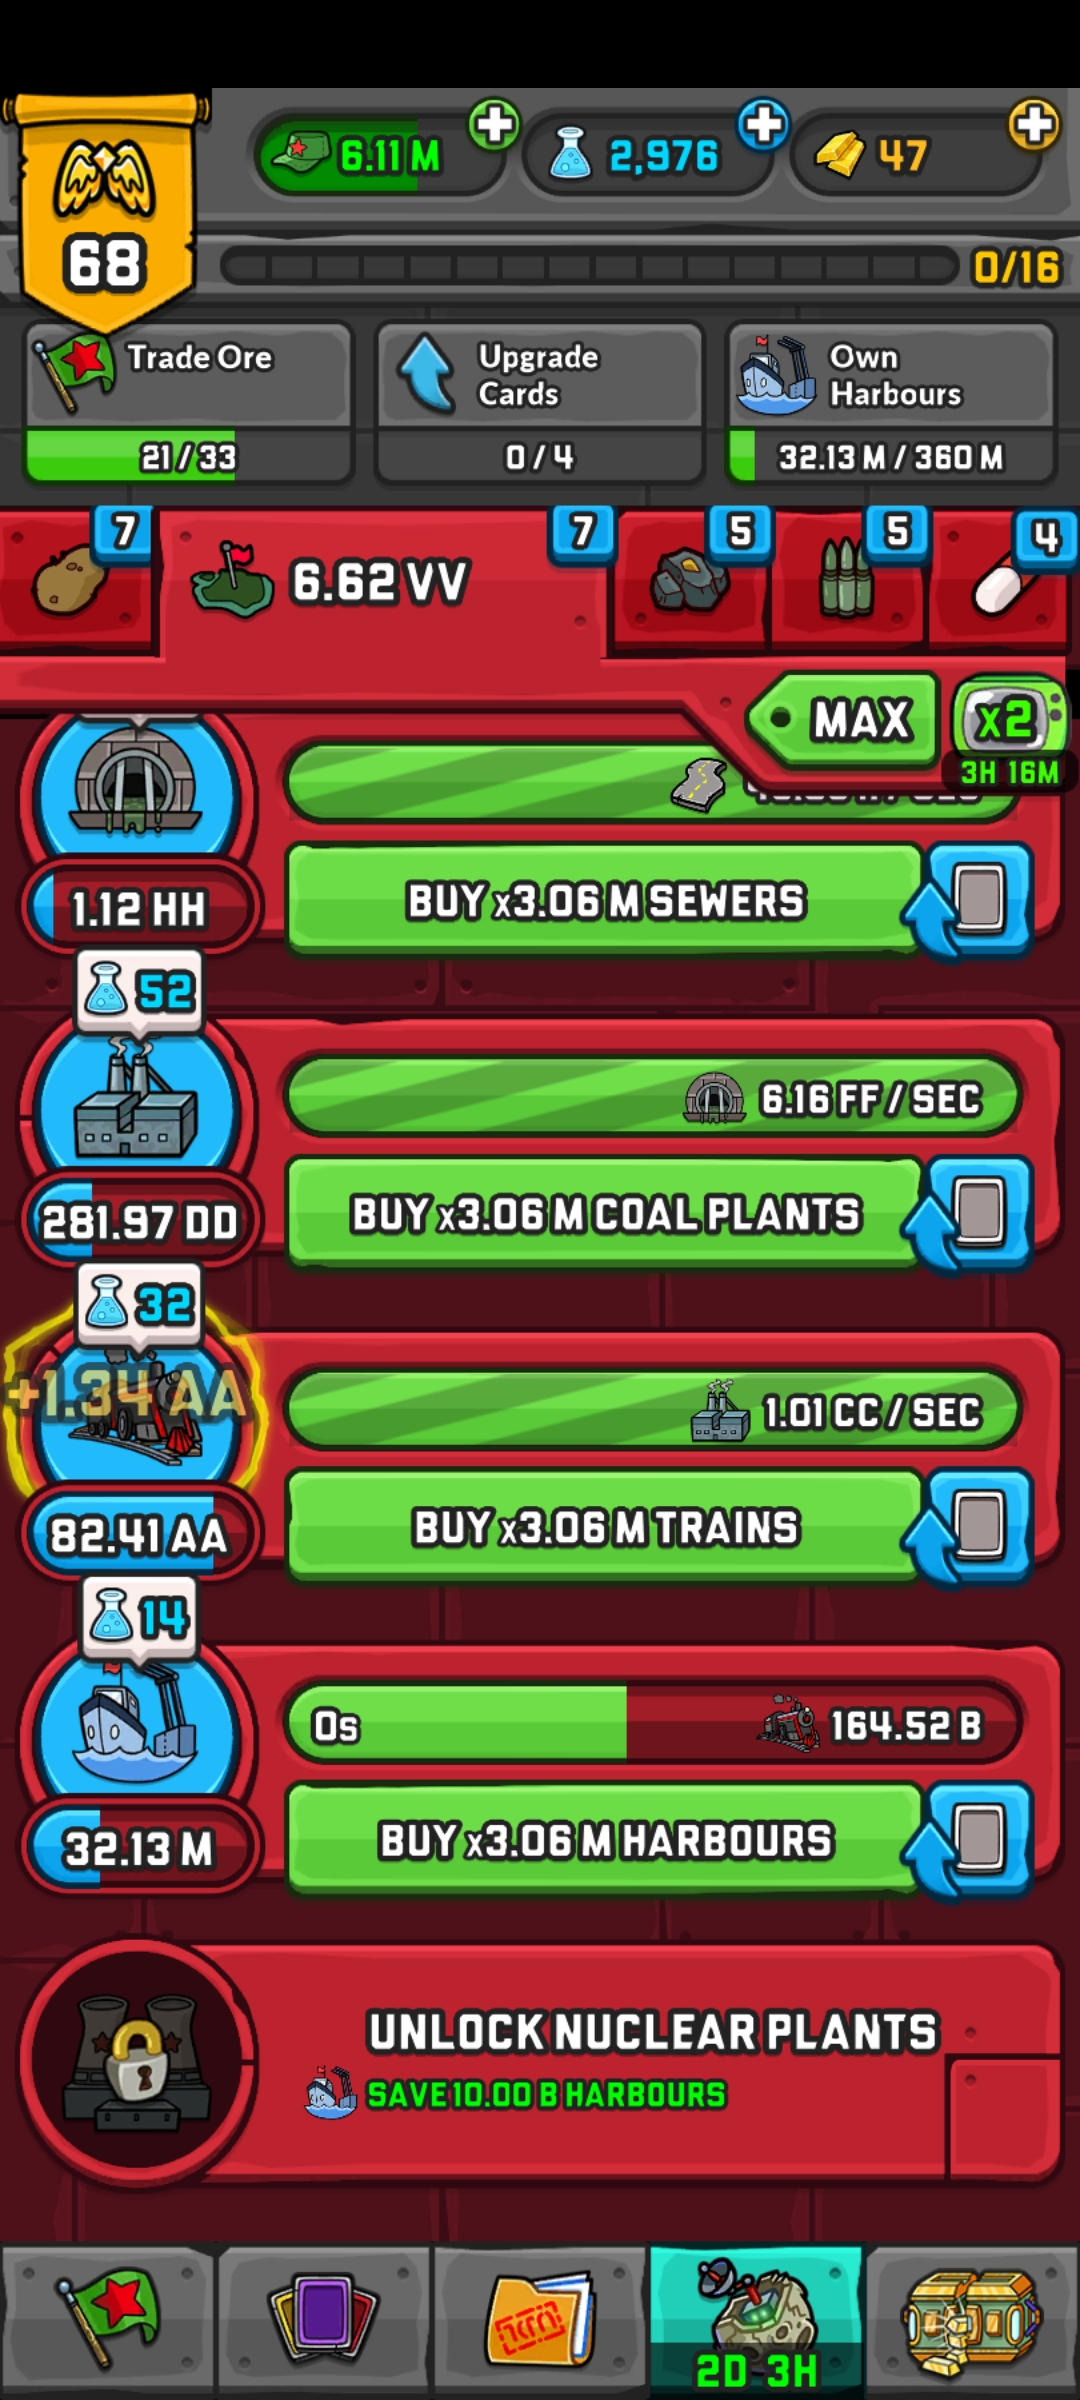 6.11 M
2,976
47
68
0/16
Trade Ore
21 / 33
Upgrade
Cards
0 / 4
Own
Harbours
32.13 M / 360 M
7
6.62 VV
7
5
5
4
MAX
x2
3H 16M
1.12 HH
BUY x3.06 M SEWERS
52
6.16 FF / SEC
281.97 DD
BUY x3.06 M COAL PLANTS
32
+1.34 AA
1.01 CC / SEC
82.41 AA
BUY x3.06 M TRAINS
14
0s
164.52 B
32.13 M
BUY x3.06 M HARBOURS
UNLOCK NUCLEAR PLANTS
SAVE 10.00 B HARBOURS
2D 3H